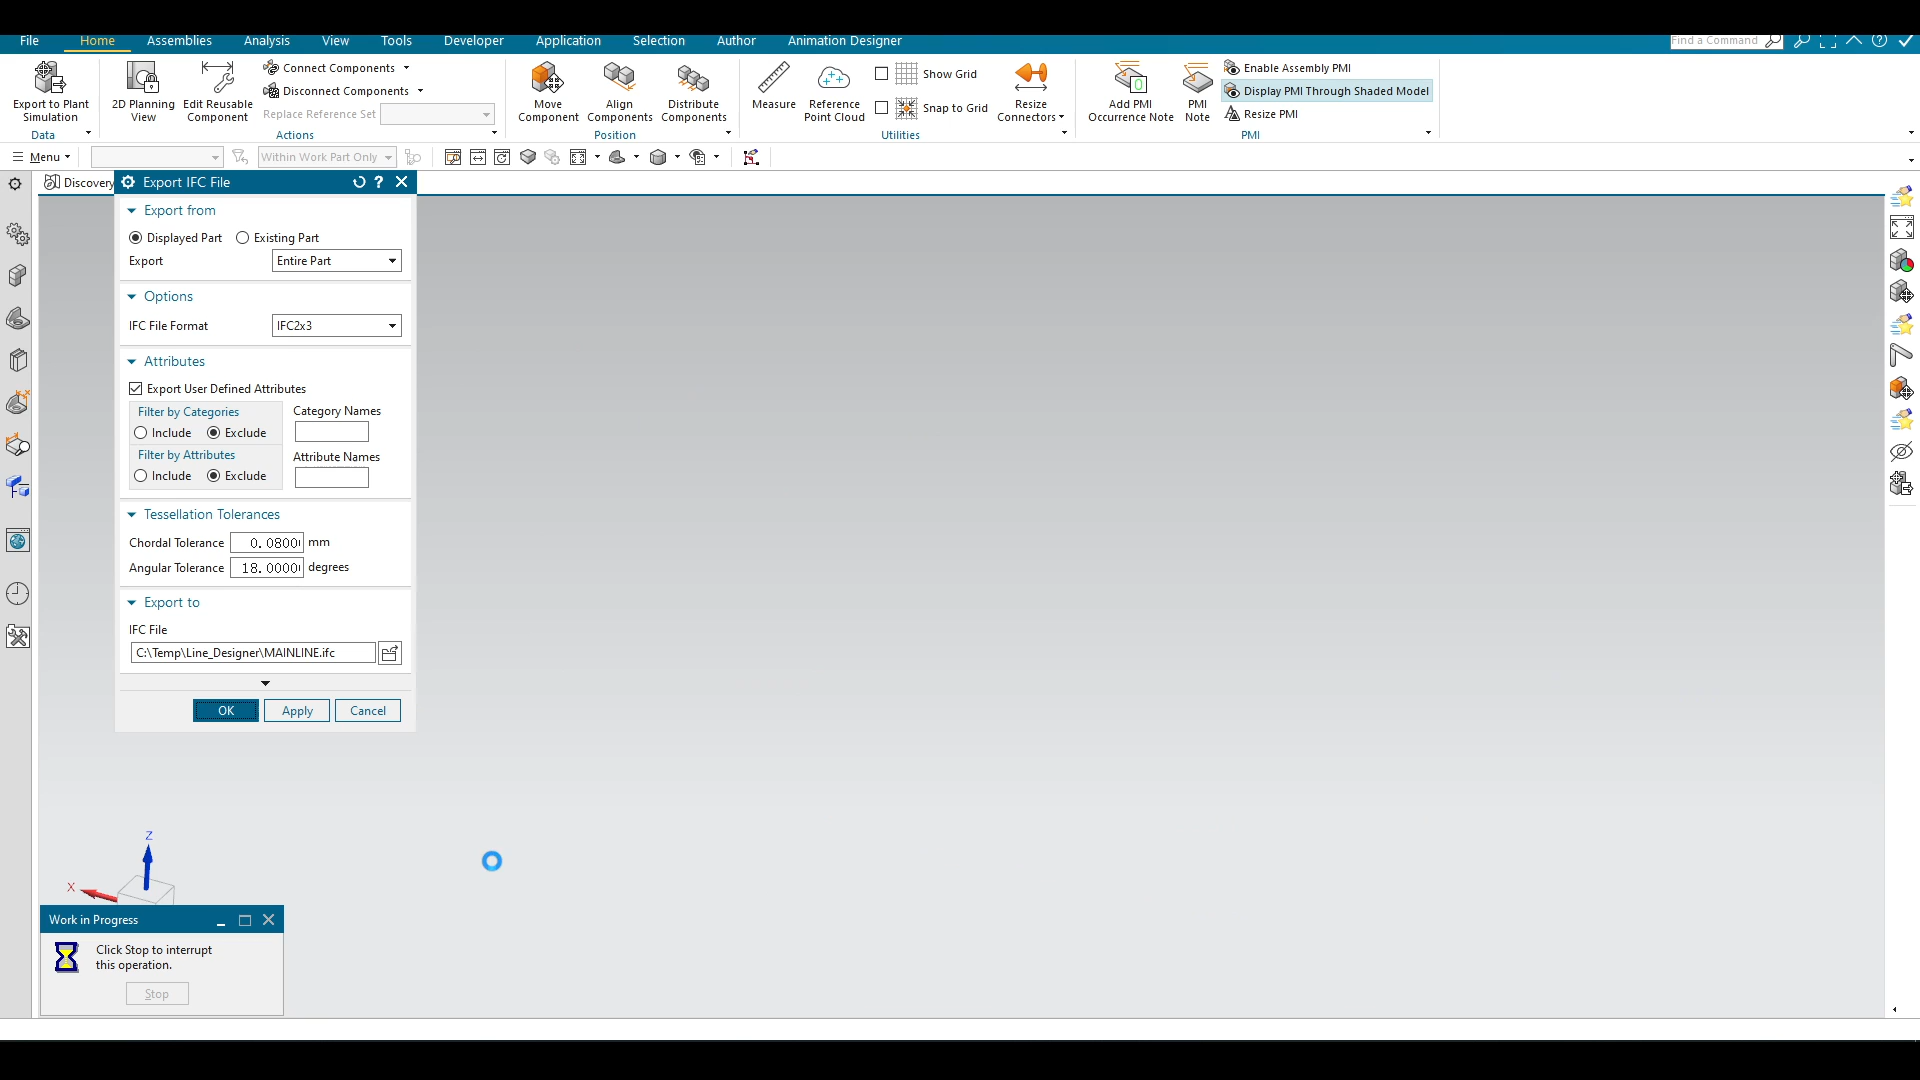 File
Home
Assemblies
Analysis
View
Tools
Developer
Application
Selection
Author
Animation Designer
Find a Command
Export to Plant
Simulation
Data
2D Planning
View
Edit Reusable
Component
Connect Components
Disconnect Components
Replace Reference Set
Actions
Move
Component
Align
Components
Distribute
Components
Position
Measure
Reference
Point Cloud
Show Grid
Snap to Grid
Resize
Connectors
Utilities
Add PMI
Occurrence Note
PMI
Note
Enable Assembly PMI
Display PMI Through Shaded Model
Resize PMI
PMI
Menu
Within Work Part Only
Discovery
Export IFC File
Export from
Displayed Part
Existing Part
Export
Entire Part
Options
IFC File Format
IFC2x3
Attributes
Export User Defined Attributes
Filter by Categories
Category Names
Include
Exclude
Filter by Attributes
Attribute Names
Include
Exclude
Tessellation Tolerances
Chordal Tolerance
0.0800
mm
Angular Tolerance
18.0000
degrees
Export to
IFC File
C:\Temp\Line_Designer\MAINLINE.ifc
OK
Apply
Cancel
Z
X
Work in Progress
Click Stop to interrupt
this operation.
Stop